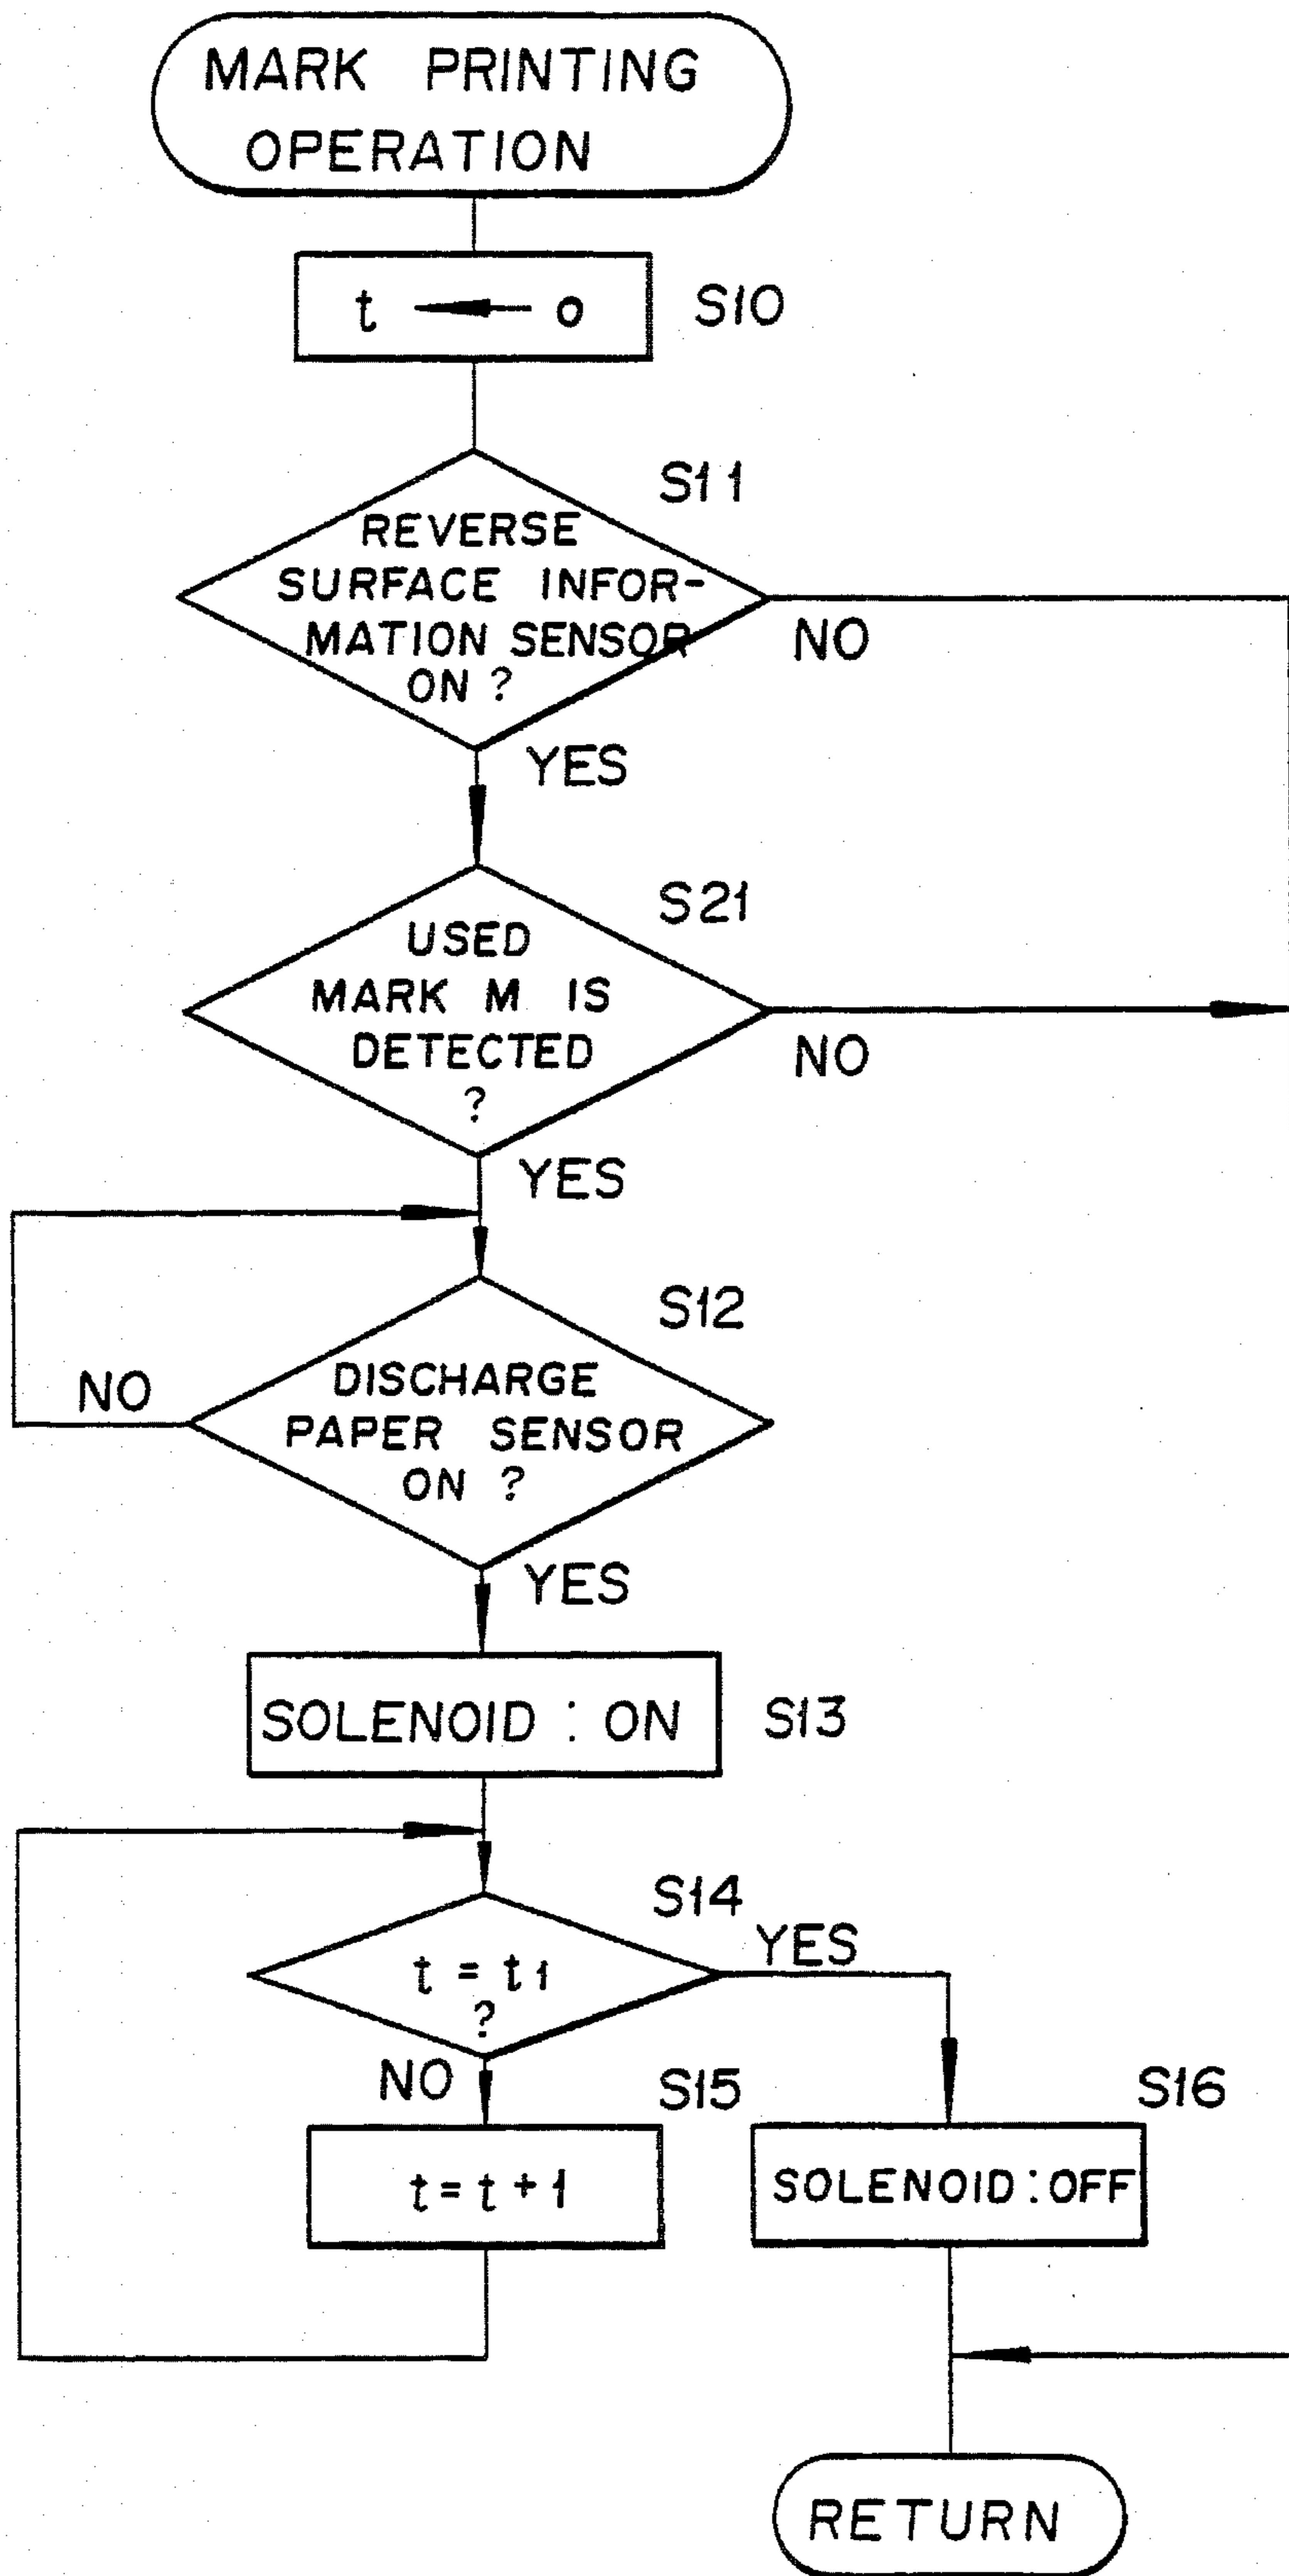 MARK PRINTING
OPERATION
t ← o
S10
S11
REVERSE
SURFACE INFOR-
MATION SENSOR
ON ?
NO
YES
S21
USED
MARK M IS
DETECTED
?
NO
YES
S12
DISCHARGE
PAPER SENSOR
ON ?
NO
YES
SOLENOID : ON
S13
S14
t = t1
?
YES
NO
S15
t = t + 1
S16
SOLENOID : OFF
RETURN